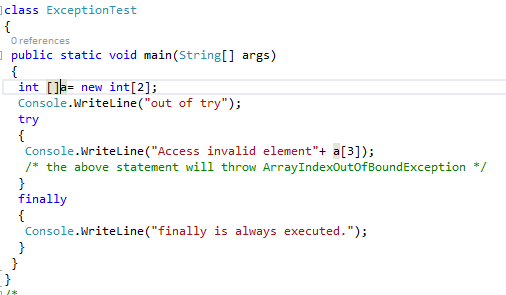 class ExceptionTest
{
0 references
public static void main(String[] args)
{
int []a= new int[2];
Console.WriteLine("out of try");
try
{
Console.WriteLine("Access invalid element"+ a[3]);
/* the above statement will throw ArrayIndexOutOfBoundException */
}
finally
{
Console.WriteLine("finally is always executed.");
}
}
}
/*